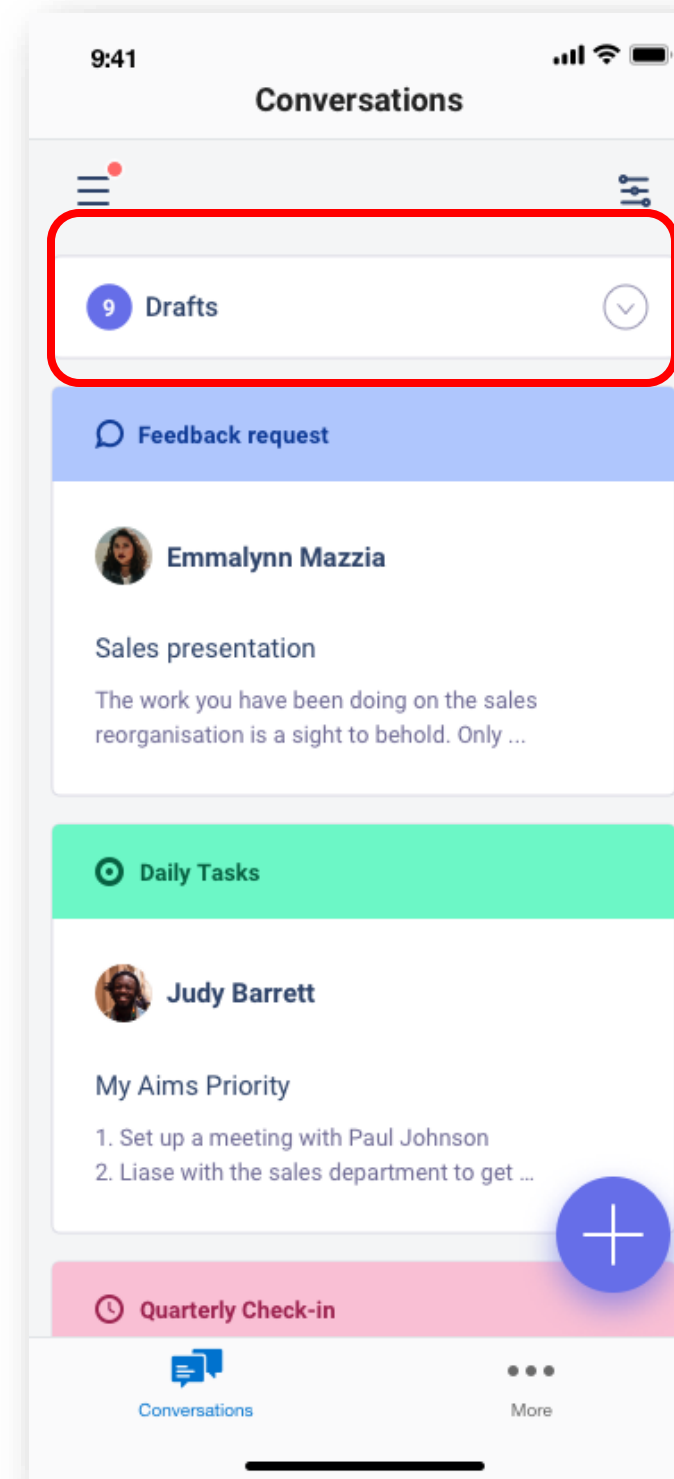 9:41
Conversations
9 Drafts
Feedback request
Emmalynn Mazzia
Sales presentation
The work you have been doing on the sales
reorganisation is a sight to behold. Only ...
Daily Tasks
Judy Barrett
My Aims Priority
1. Set up a meeting with Paul Johnson
2. Liase with the sales department to get ...
Quarterly Check-in
Conversations
More